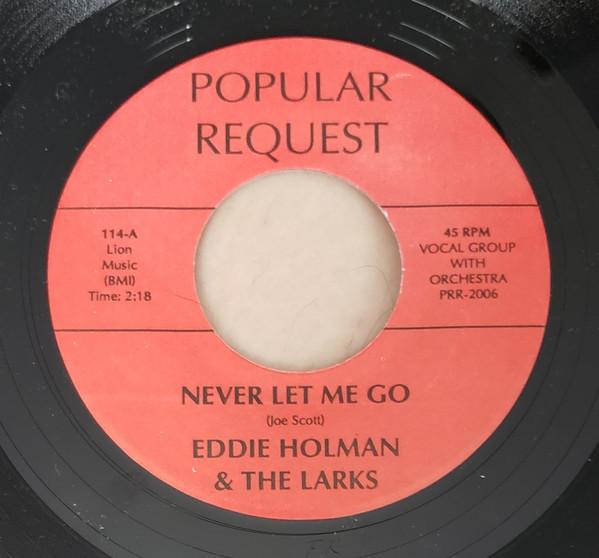 POPULAR
REQUEST
114-A
Lion
Music
(BMI)
Time: 2:18
45 RPM
VOCAL GROUP
WITH
ORCHESTRA
PRR-2006
NEVER LET ME GO
(Joe Scott)
EDDIE HOLMAN
& THE LARKS